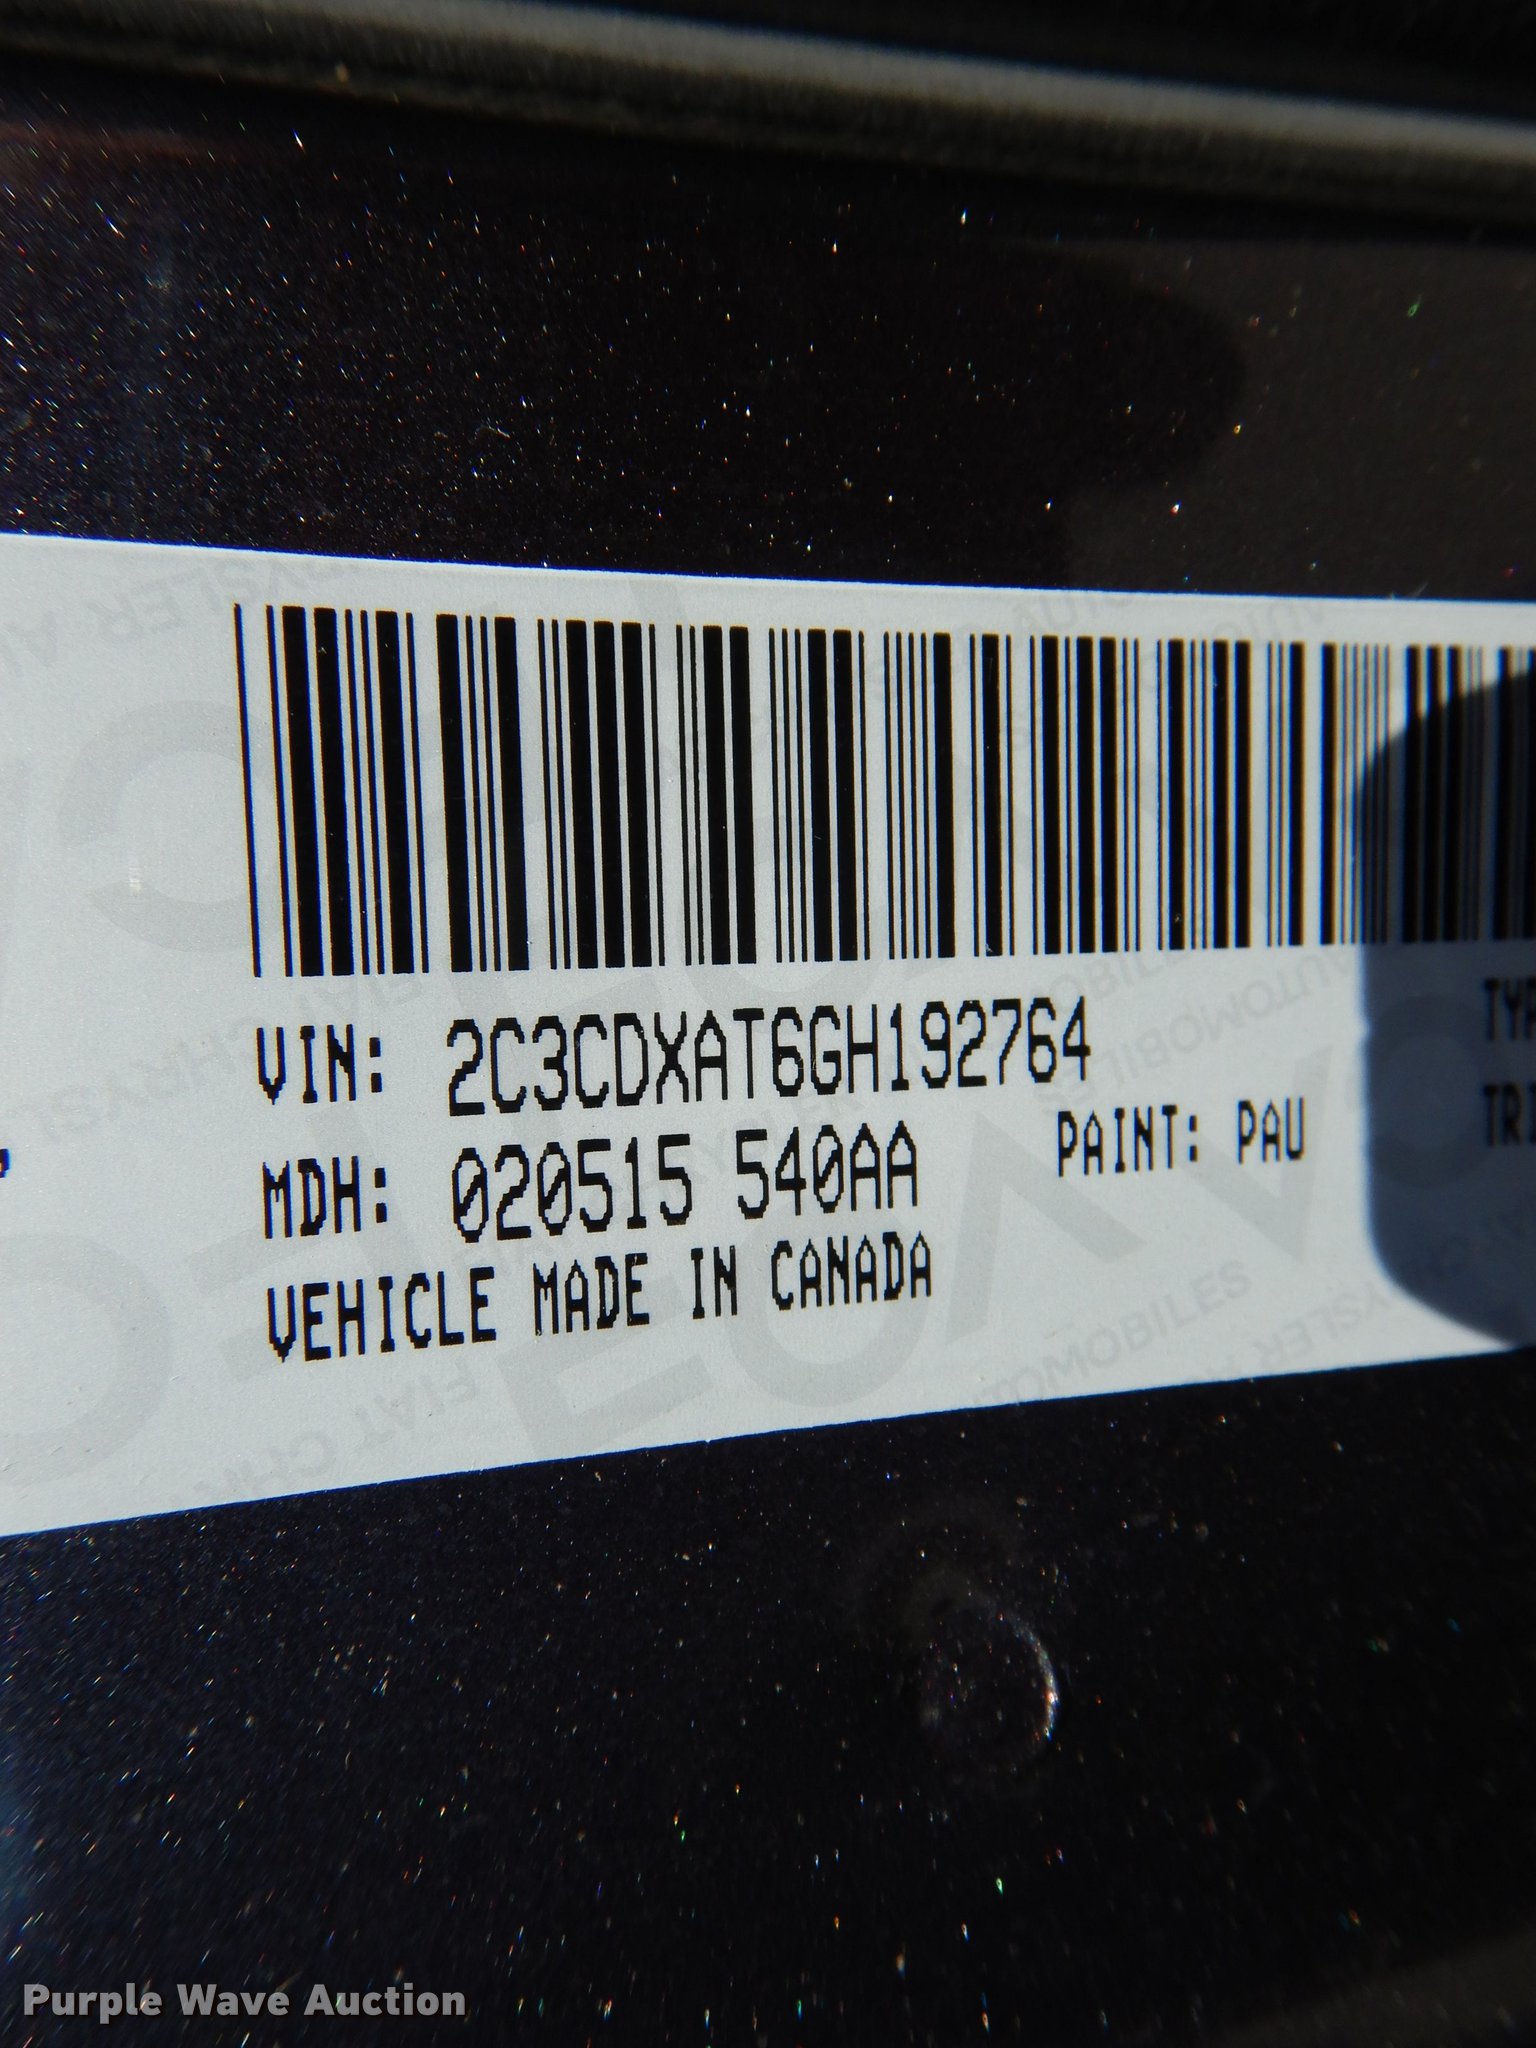 VIN: 2C3CDXAT6GH192764
MDH: 020515 540AA
PAINT: PAU
VEHICLE MADE IN CANADA
Purple Wave Auction